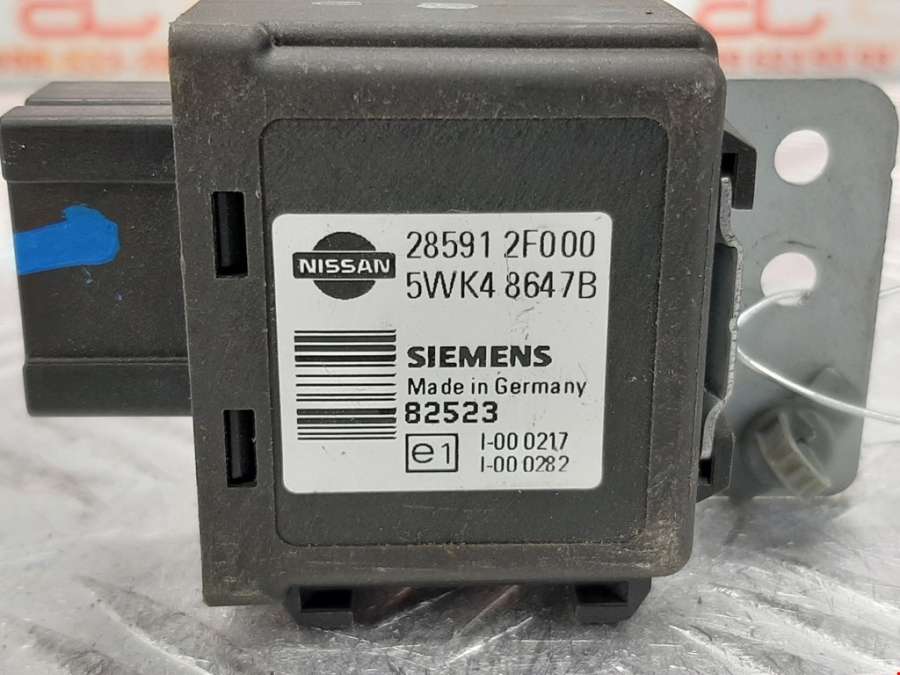 NISSAN
28591 2F000
5WK4 8647B
SIEMENS
Made in Germany
82523
e1
I-00 0217
I-00 0282